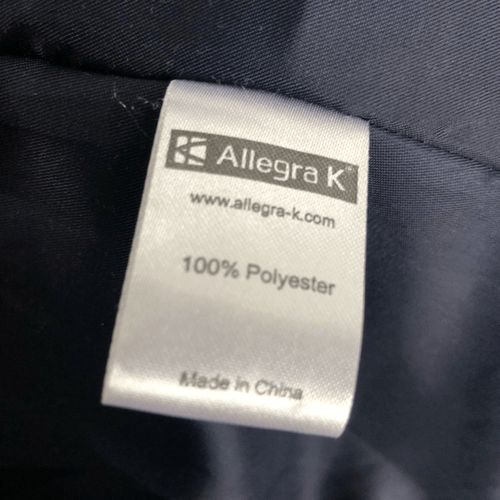 Allegra K®
www.allegra-k.com
100% Polyester
Made in China